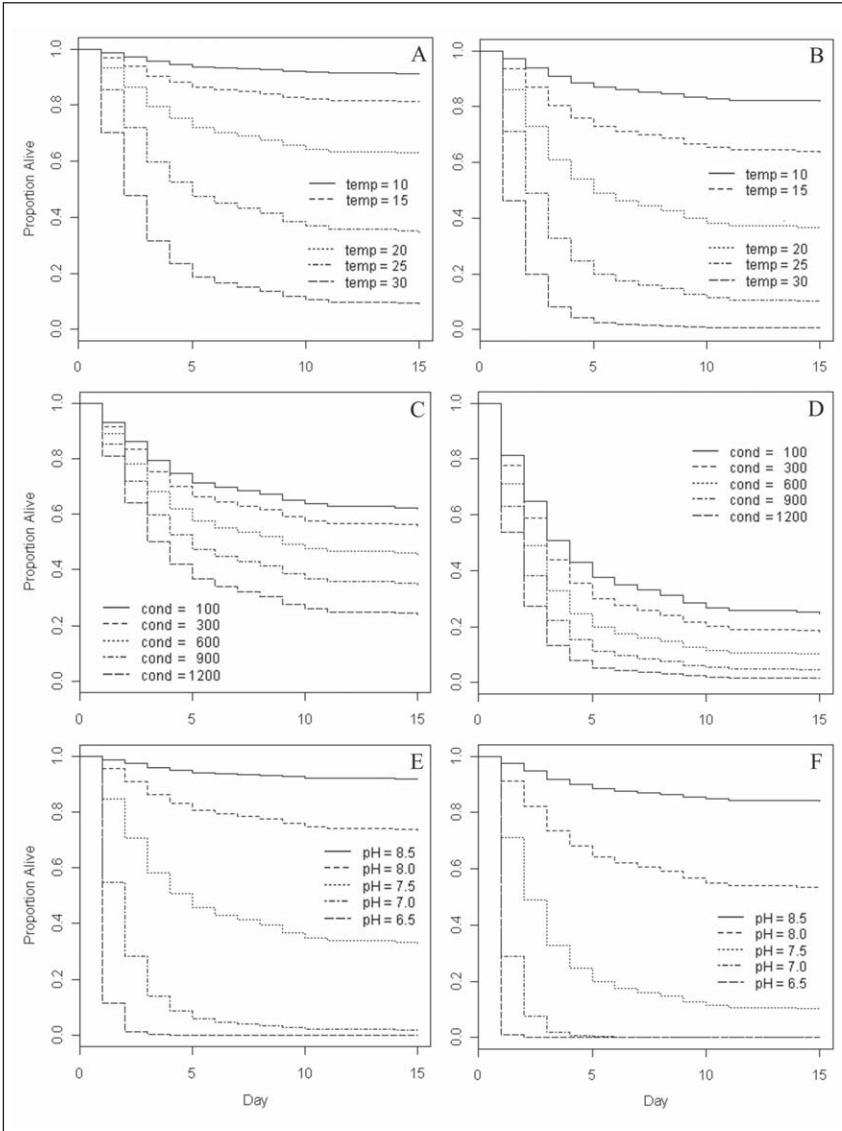 A
1.0
0.8
0.6
0.4
0.2
0.0
Proportion Alive
temp = 10
temp = 15
temp = 20
temp = 25
temp = 30
0
5
10
15
B
1.0
0.8
0.6
0.4
0.2
0.0
temp = 10
temp = 15
temp = 20
temp = 25
temp = 30
0
5
10
15
C
1.0
0.8
0.6
0.4
0.2
0.0
Proportion Alive
cond = 100
cond = 300
cond = 600
cond = 900
cond = 1200
0
5
10
15
D
1.0
0.8
0.6
0.4
0.2
0.0
cond = 100
cond = 300
cond = 600
cond = 900
cond = 1200
0
5
10
15
E
1.0
0.8
0.6
0.4
0.2
0.0
Proportion Alive
pH = 8.5
pH = 8.0
pH = 7.5
pH = 7.0
pH = 6.5
0
5
10
15
Day
F
1.0
0.8
0.6
0.4
0.2
0.0
pH = 8.5
pH = 8.0
pH = 7.5
pH = 7.0
pH = 6.5
0
5
10
15
Day